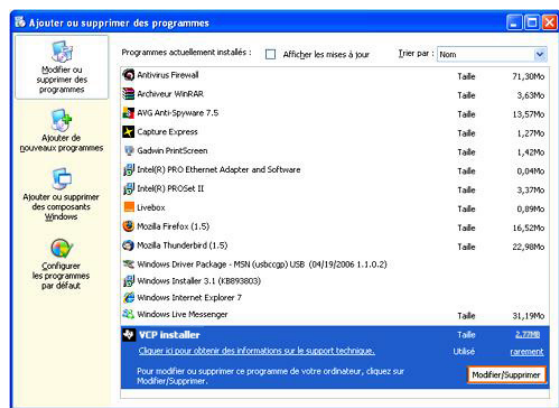 Ajouter ou supprimer des programmes
Modifier ou
supprimer des
programmes
Ajouter de
nouveaux programmes
Ajouter ou supprimer
des composants
Windows
Configurer
les programmes
par défaut
Programmes actuellement installés : Afficher les mises à jour Trier par : Nom
Antivirus Firewall Taille 71,30Mo
Archiveur WinRAR Taille 3,63Mo
AVG Anti-Spyware 7.5 Taille 13,57Mo
Capture Express Taille 1,27Mo
Gadwin PrintScreen Taille 1,42Mo
Intel(R) PRO Ethernet Adapter and Software Taille 0,04Mo
Intel(R) PROSet II Taille 3,37Mo
Livebox Taille 0,89Mo
Mozilla Firefox (1.5) Taille 16,52Mo
Mozilla Thunderbird (1.5) Taille 22,98Mo
Windows Driver Package - MSN (usbccgp) USB (04/19/2006 1.1.0.2)
Windows Installer 3.1 (KB893803)
Windows Internet Explorer 7
Windows Live Messenger Taille 31,19Mo
VCP installer Taille 2,77MB
Cliquer ici pour obtenir des informations sur le support technique. Utilisé rarement
Pour modifier ou supprimer ce programme de votre ordinateur, cliquez sur
Modifier/Supprimer.
Modifier/Supprimer